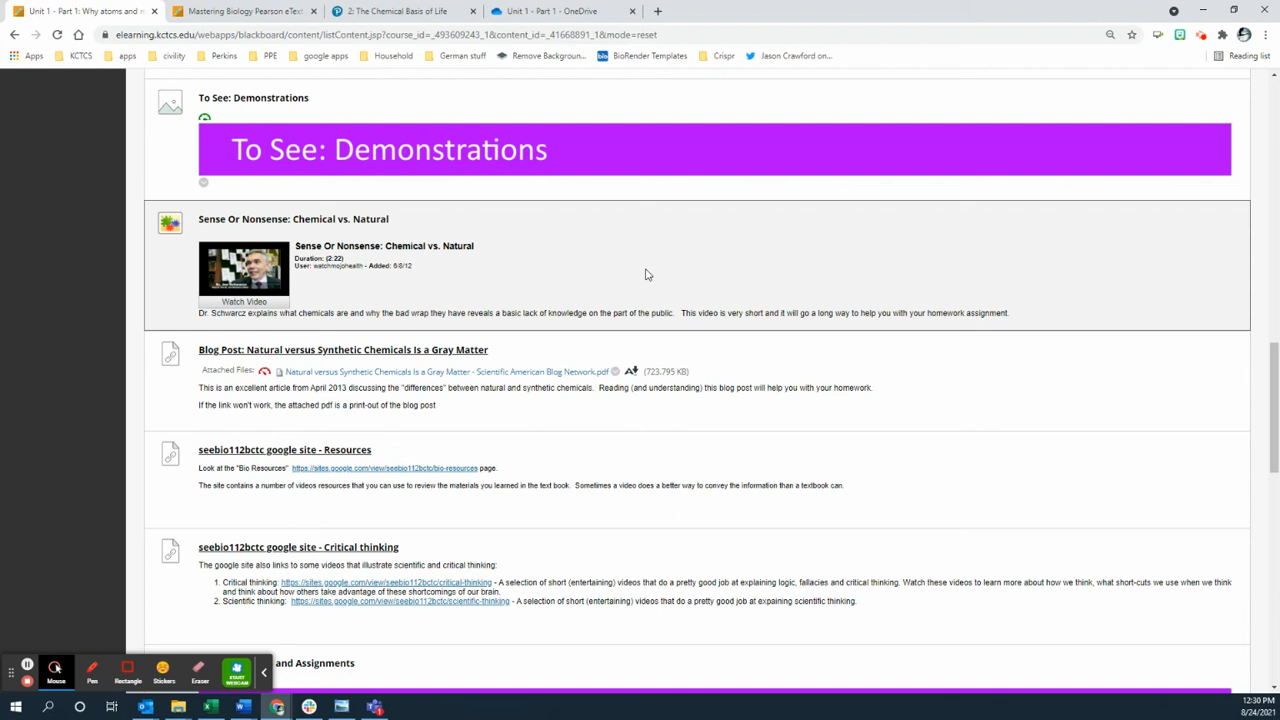 Unit 1 - Part 1: Why atoms and m
Mastering Biology Pearson eText
2: The Chemical Basis of Life
Unit 1 - Part 1 - OneDrive
elearning.kctcs.edu/webapps/blackboard/content/listContent.jsp?course_id=_493609243_1&content_id=_41668891_1&mode=reset
Apps KCTCS apps civility Perkins PPE google apps Household German stuff Remove Backgroun... BioRender Templates Crispr Jason Crawford on... Reading list
To See: Demonstrations
To See: Demonstrations
Sense Or Nonsense: Chemical vs. Natural
Sense Or Nonsense: Chemical vs. Natural
Duration: (2:22)
User: watchmojohealth - Added: 6/8/12
Watch Video
Dr. Schwarcz explains what chemicals are and why the bad wrap they have reveals a basic lack of knowledge on the part of the public. This video is very short and it will go a long way to help you with your homework assignment.
Blog Post: Natural versus Synthetic Chemicals Is a Gray Matter
Attached Files: Natural versus Synthetic Chemicals Is a Gray Matter - Scientific American Blog Network.pdf (723.795 KB)
This is an excellent article from April 2013 discussing the "differences" between natural and synthetic chemicals. Reading (and understanding) this blog post will help you with your homework.
If the link won't work, the attached pdf is a print-out of the blog post
seebio112bctc google site - Resources
Look at the "Bio Resources" https://sites.google.com/view/seebio112bctc/bio-resources page.
The site contains a number of videos resources that you can use to review the materials you learned in the text book. Sometimes a video does a better way to convey the information than a textbook can.
seebio112bctc google site - Critical thinking
The google site also links to some videos that illustrate scientific and critical thinking:
1. Critical thinking: https://sites.google.com/view/seebio112bctc/critical-thinking - A selection of short (entertaining) videos that do a pretty good job at explaining logic, fallacies and critical thinking. Watch these videos to learn more about how we think, what short-cuts we use when we think
and think about how others take advantage of these shortcomings of our brain.
2. Scientific thinking: https://sites.google.com/view/seebio112bctc/scientific-thinking - A selection of short (entertaining) videos that do a pretty good job at expaining scientific thinking.
and Assignments
Mouse Pen Rectangle Stickers Eraser START WEBCAM
12:30 PM
8/24/2021